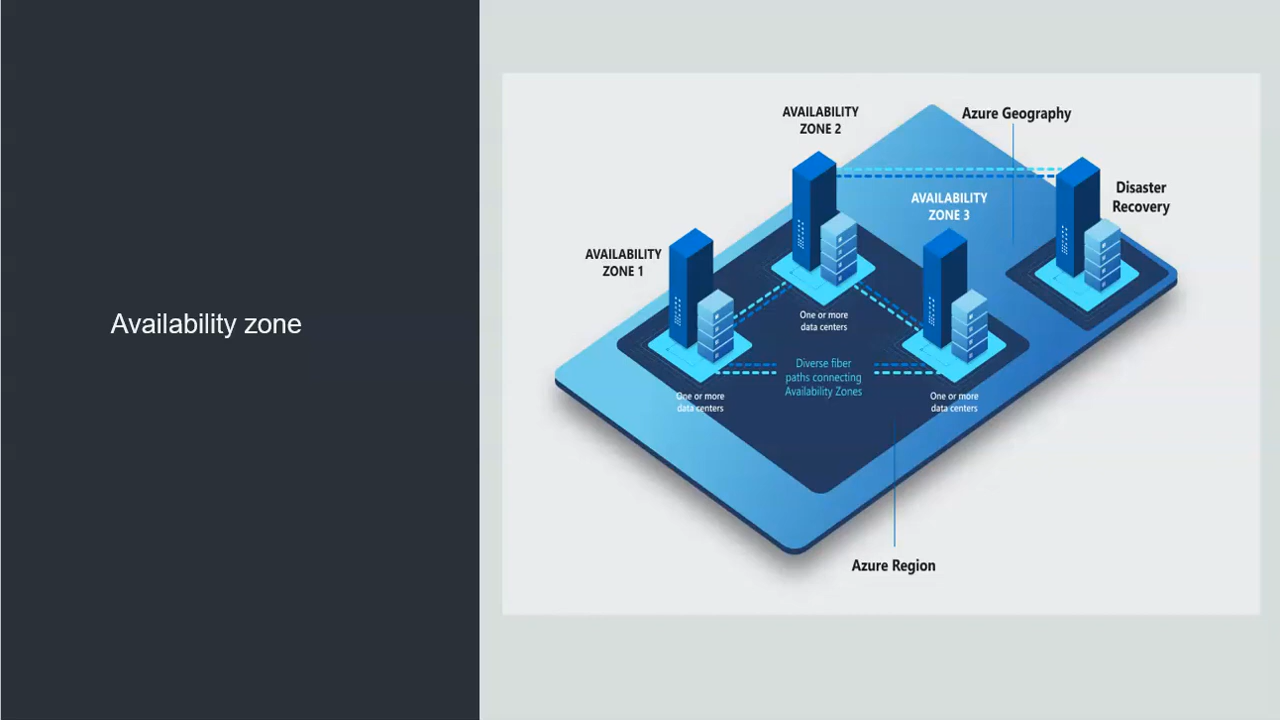 Availability zone
AVAILABILITY
ZONE 2
Azure Geography
Disaster
Recovery
AVAILABILITY
ZONE 3
AVAILABILITY
ZONE 1
One or more
data centers
Diverse fiber
paths connecting
Availability Zones
One or more
data centers
One or more
data centers
Azure Region